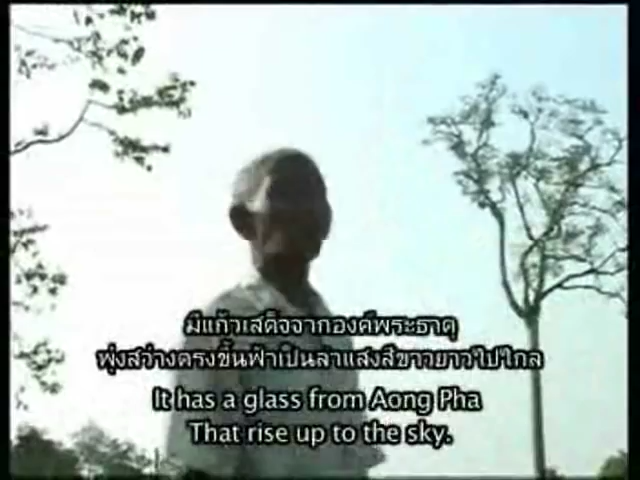 มีแก้วเสด็จจากองค์พระธาตุ
พุ่งสว่างตรงขึ้นฟ้าเป็นลำแสงสีขาวยาวไปไกล
It has a glass from Aong Pha
That rise up to the sky.